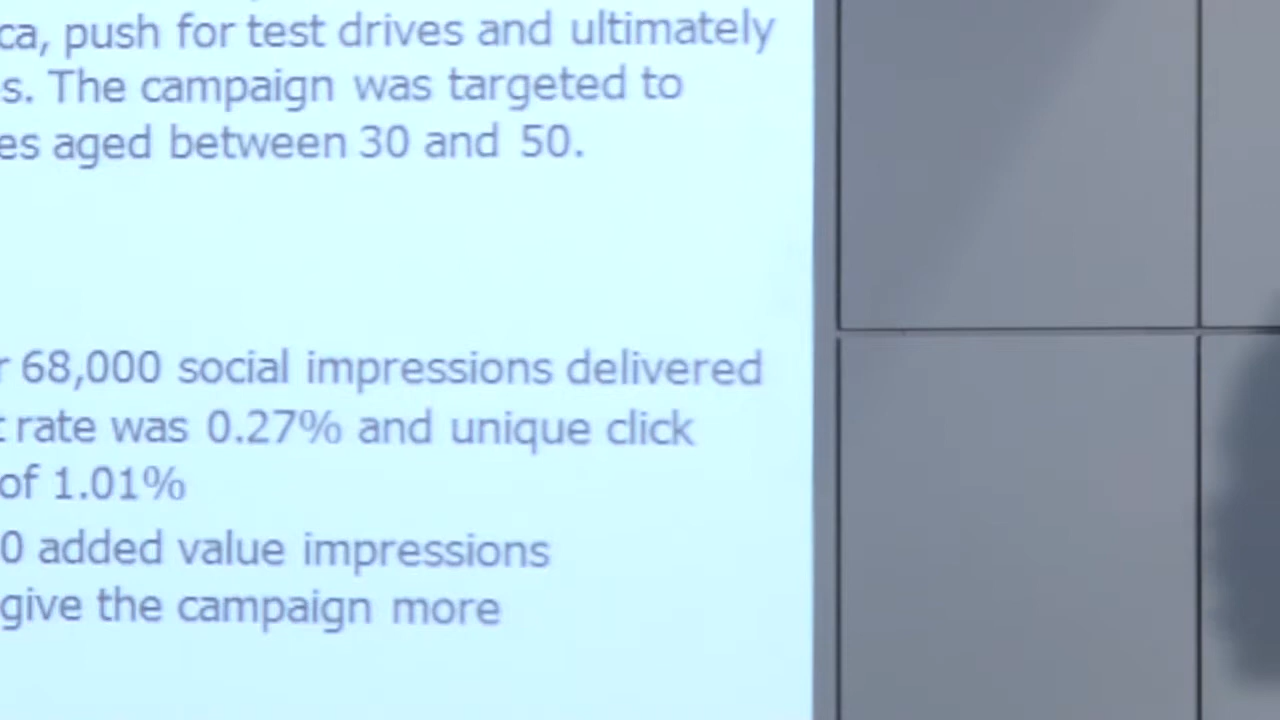 ca, push for test drives and ultimately
s. The campaign was targeted to
es aged between 30 and 50.
r 68,000 social impressions delivered
t rate was 0.27% and unique click
of 1.01%
0 added value impressions
give the campaign more